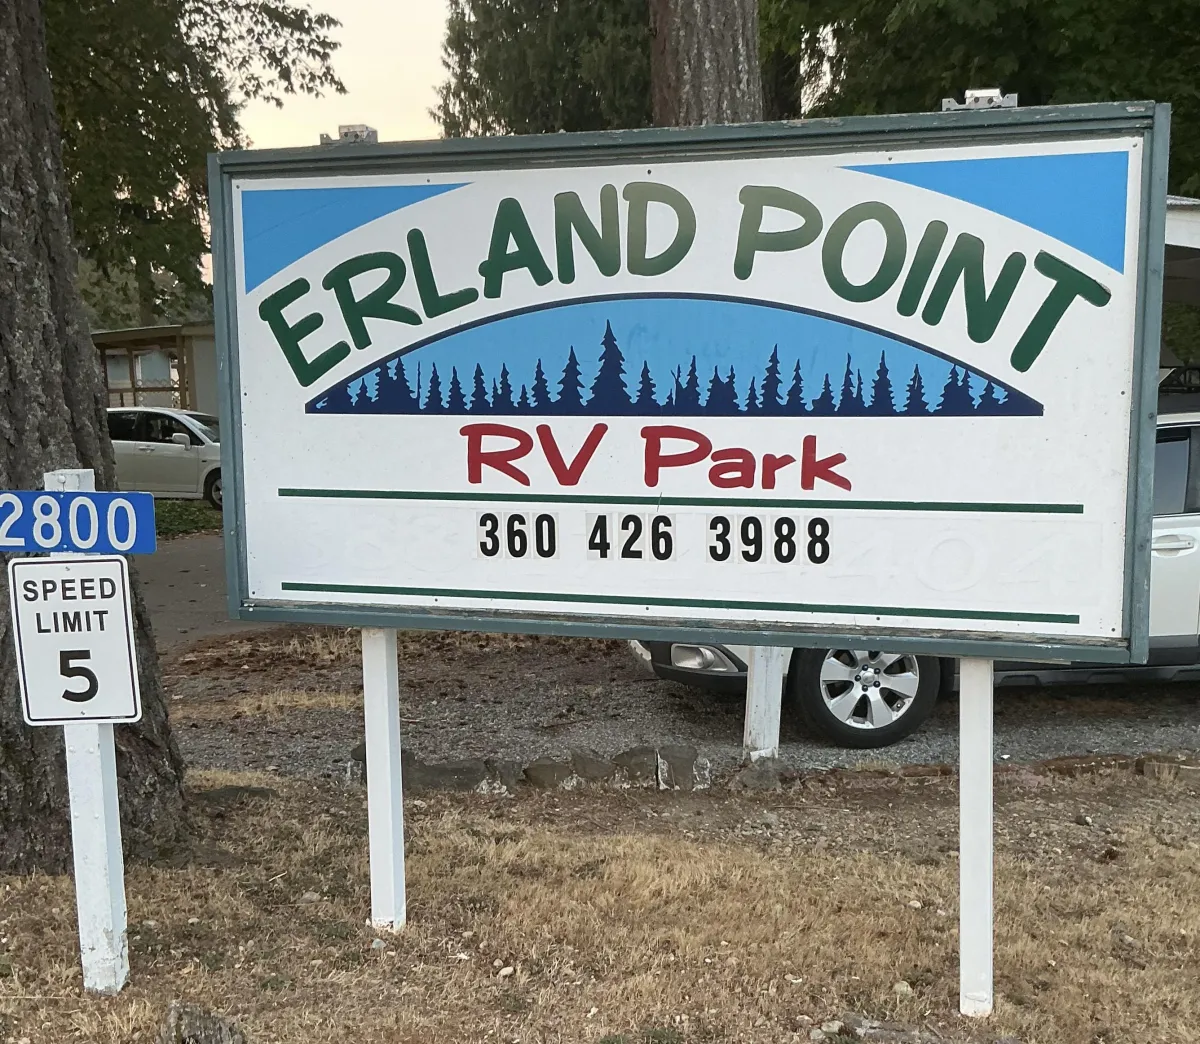 ERLAND POINT
RV Park
360 426 3988
2800
SPEED
LIMIT
5